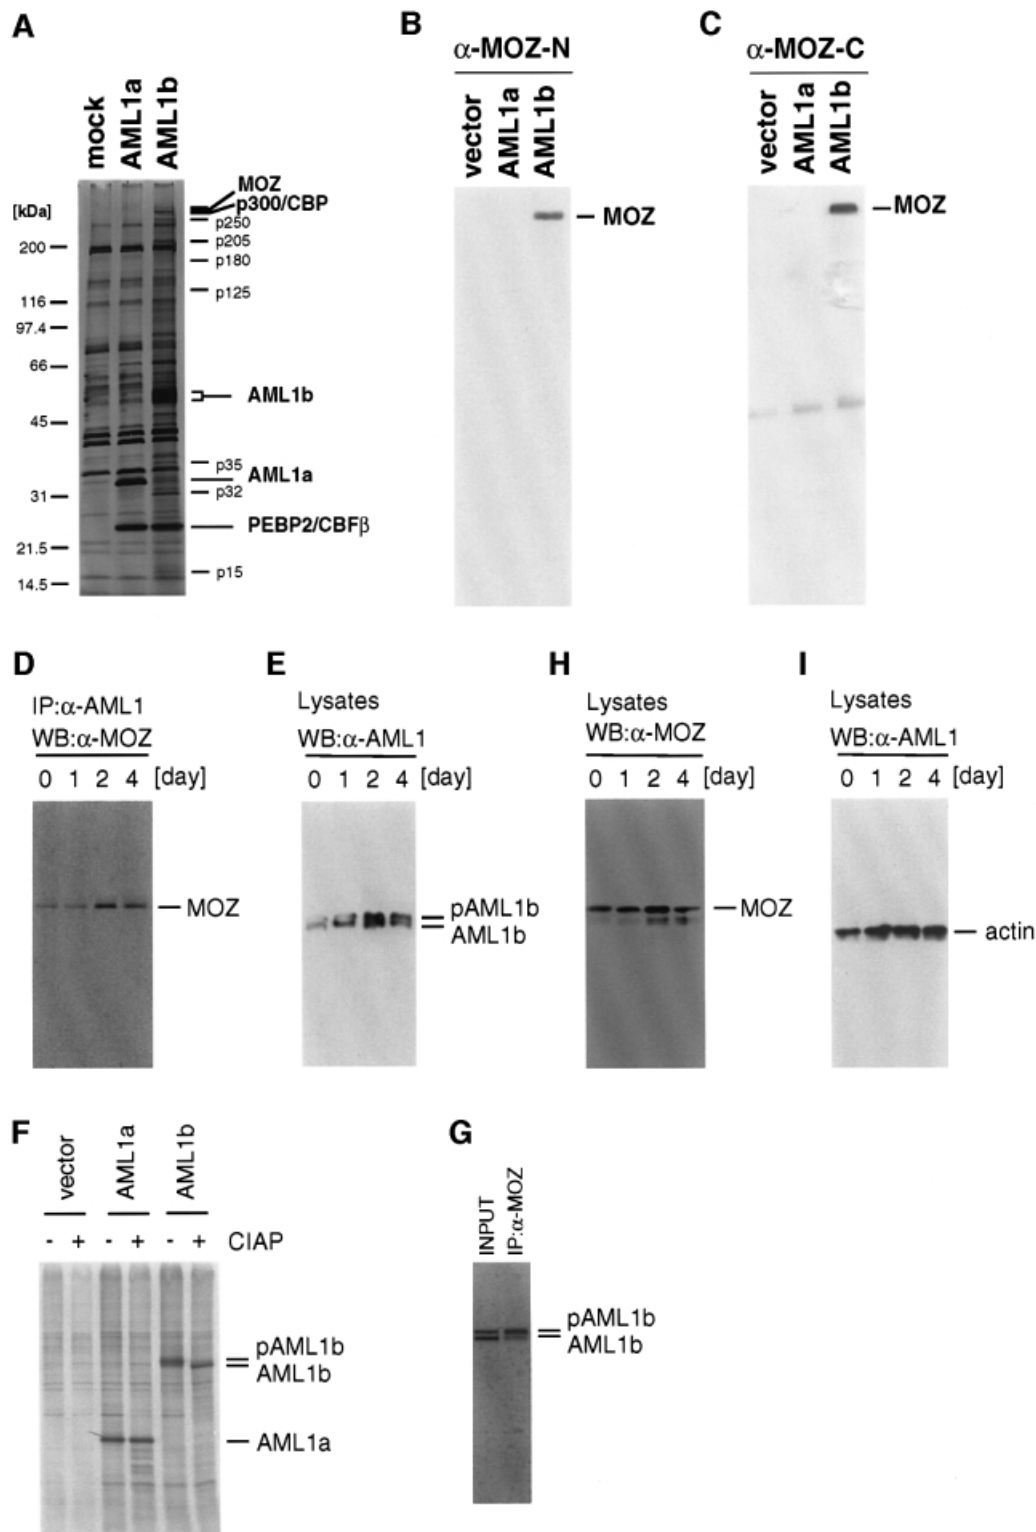 A
mock
AML1a
AML1b
[kDa]
200
116
97.4
66
45
31
21.5
14.5
MOZ
p300/CBP
p250
p205
p180
p125
AML1b
p35
AML1a
p32
PEBP2/CBFβ
p15
B
α-MOZ-N
vector
AML1a
AML1b
MOZ
C
α-MOZ-C
vector
AML1a
AML1b
MOZ
D
IP:α-AML1
WB:α-MOZ
0 1 2 4 [day]
MOZ
E
Lysates
WB:α-AML1
0 1 2 4 [day]
pAML1b
AML1b
H
Lysates
WB:α-MOZ
0 1 2 4 [day]
MOZ
I
Lysates
WB:α-AML1
0 1 2 4 [day]
actin
F
vector
AML1a
AML1b
- + - + - + CIAP
pAML1b
AML1b
AML1a
G
INPUT
IP:α-MOZ
pAML1b
AML1b